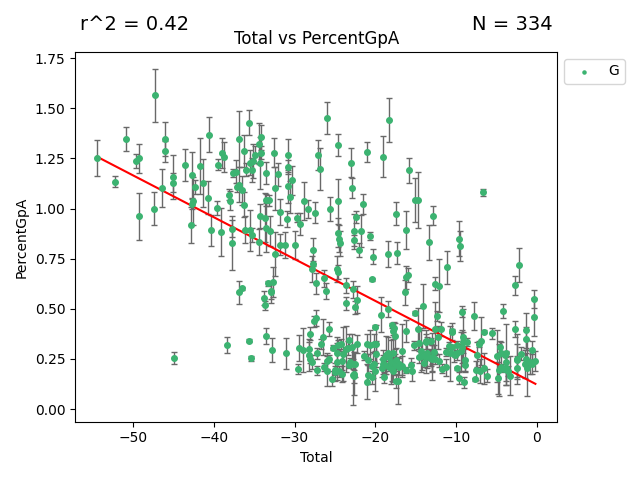 r^2 = 0.42
N = 334
Total vs PercentGpA
G
PercentGpA
1.75
1.50
1.25
1.00
0.75
0.50
0.25
0.00
−50
−40
−30
−20
−10
0
Total